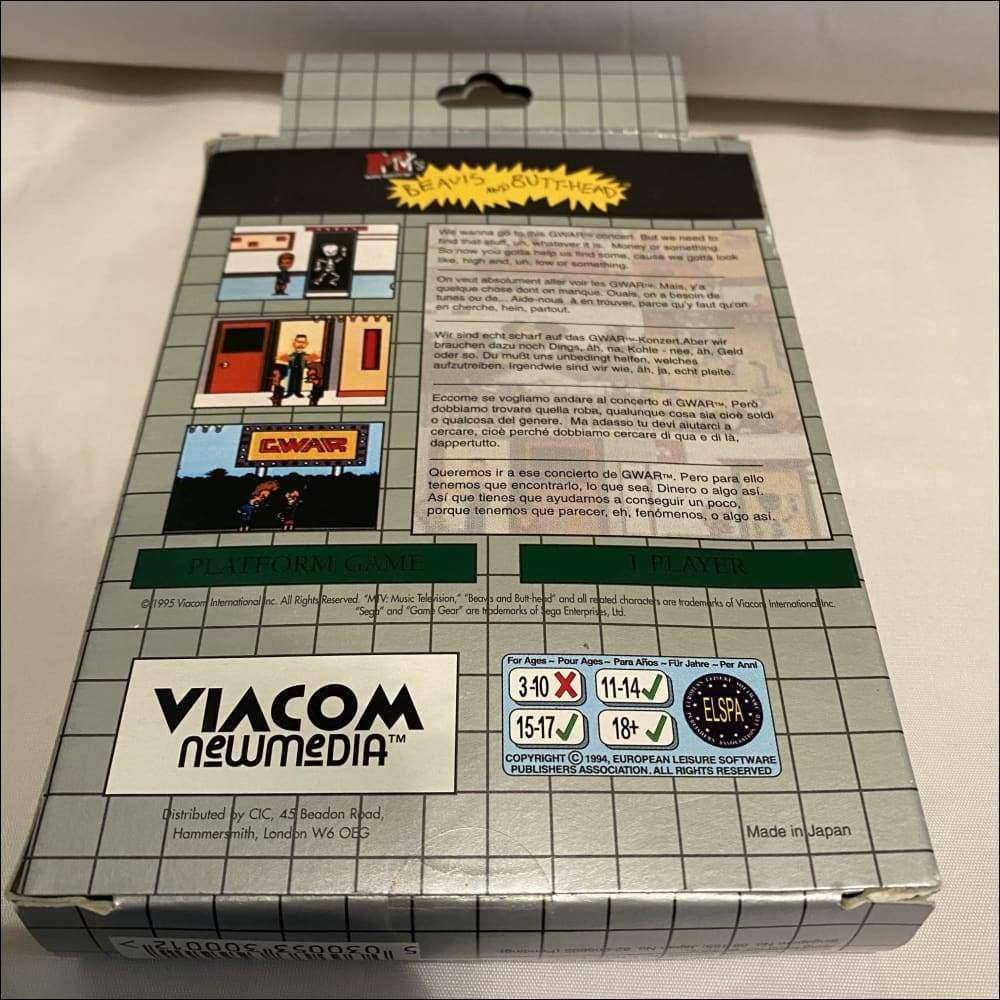 MTV's
BEAVIS AND BUTT-HEAD
We wanna go to this GWAR™ concert. But we need to
find that stuff, uh, whatever it is. Money or something.
So now you gotta help us find some, cause we gotta look
like, high and, uh, low or something.
On veut absolument aller voir les GWAR™. Mais, y'a
quelque chose dont on manque. Ouais, on a besoin de
tunes ou de... Aide-nous à en trouver, parce qu'y faut qu'on
en cherche, hein, partout.
Wir sind echt scharf auf das GWAR™-Konzert.Aber wir
brauchen dazu noch Dings, äh, na, Kohle - nee, äh, Geld
oder so. Du mußt uns unbedingt helfen, welches
aufzutreiben. Irgendwie sind wir wie, äh, ja, echt pleite.
Eccome se vogliamo andare al concerto di GWAR™. Però
dobbiamo trovare quella roba, qualunque cosa sia cioè soldi
o qualcosa del genere. Ma adasso tu devi aiutarci a
cercare, cioè perché dobbiamo cercare di qua e di là,
dappertutto.
Queremos ir a ese concierto de GWAR™. Pero para ello
tenemos que encontrarlo, lo que sea. Dinero o algo así.
Así que tienes que ayudarnos a conseguir un poco,
porque tenemos que parecer, eh, fenómenos, o algo así.
GWAR
PLATFORM GAME
1 PLAYER
©1995 Viacom International Inc. All Rights Reserved. "MTV: Music Television," "Beavis and Butt-head" and all related characters are trademarks of Viacom International Inc.
"Sega" and "Game Gear" are trademarks of Sega Enterprises, Ltd.
VIACOM
newmedia™
For Ages ~ Pour Ages ~ Para Años ~ Für Jahre ~ Per Anni
3-10 11-14
15-17 18+
ELSPA
EUROPEAN LEISURE SOFTWARE PUBLISHERS ASSOCIATION LTD
COPYRIGHT © 1994, EUROPEAN LEISURE SOFTWARE
PUBLISHERS ASSOCIATION. ALL RIGHTS RESERVED
Distributed by CIC, 45 Beadon Road,
Hammersmith, London W6 OEG
Made in Japan
5 030053 300012 >